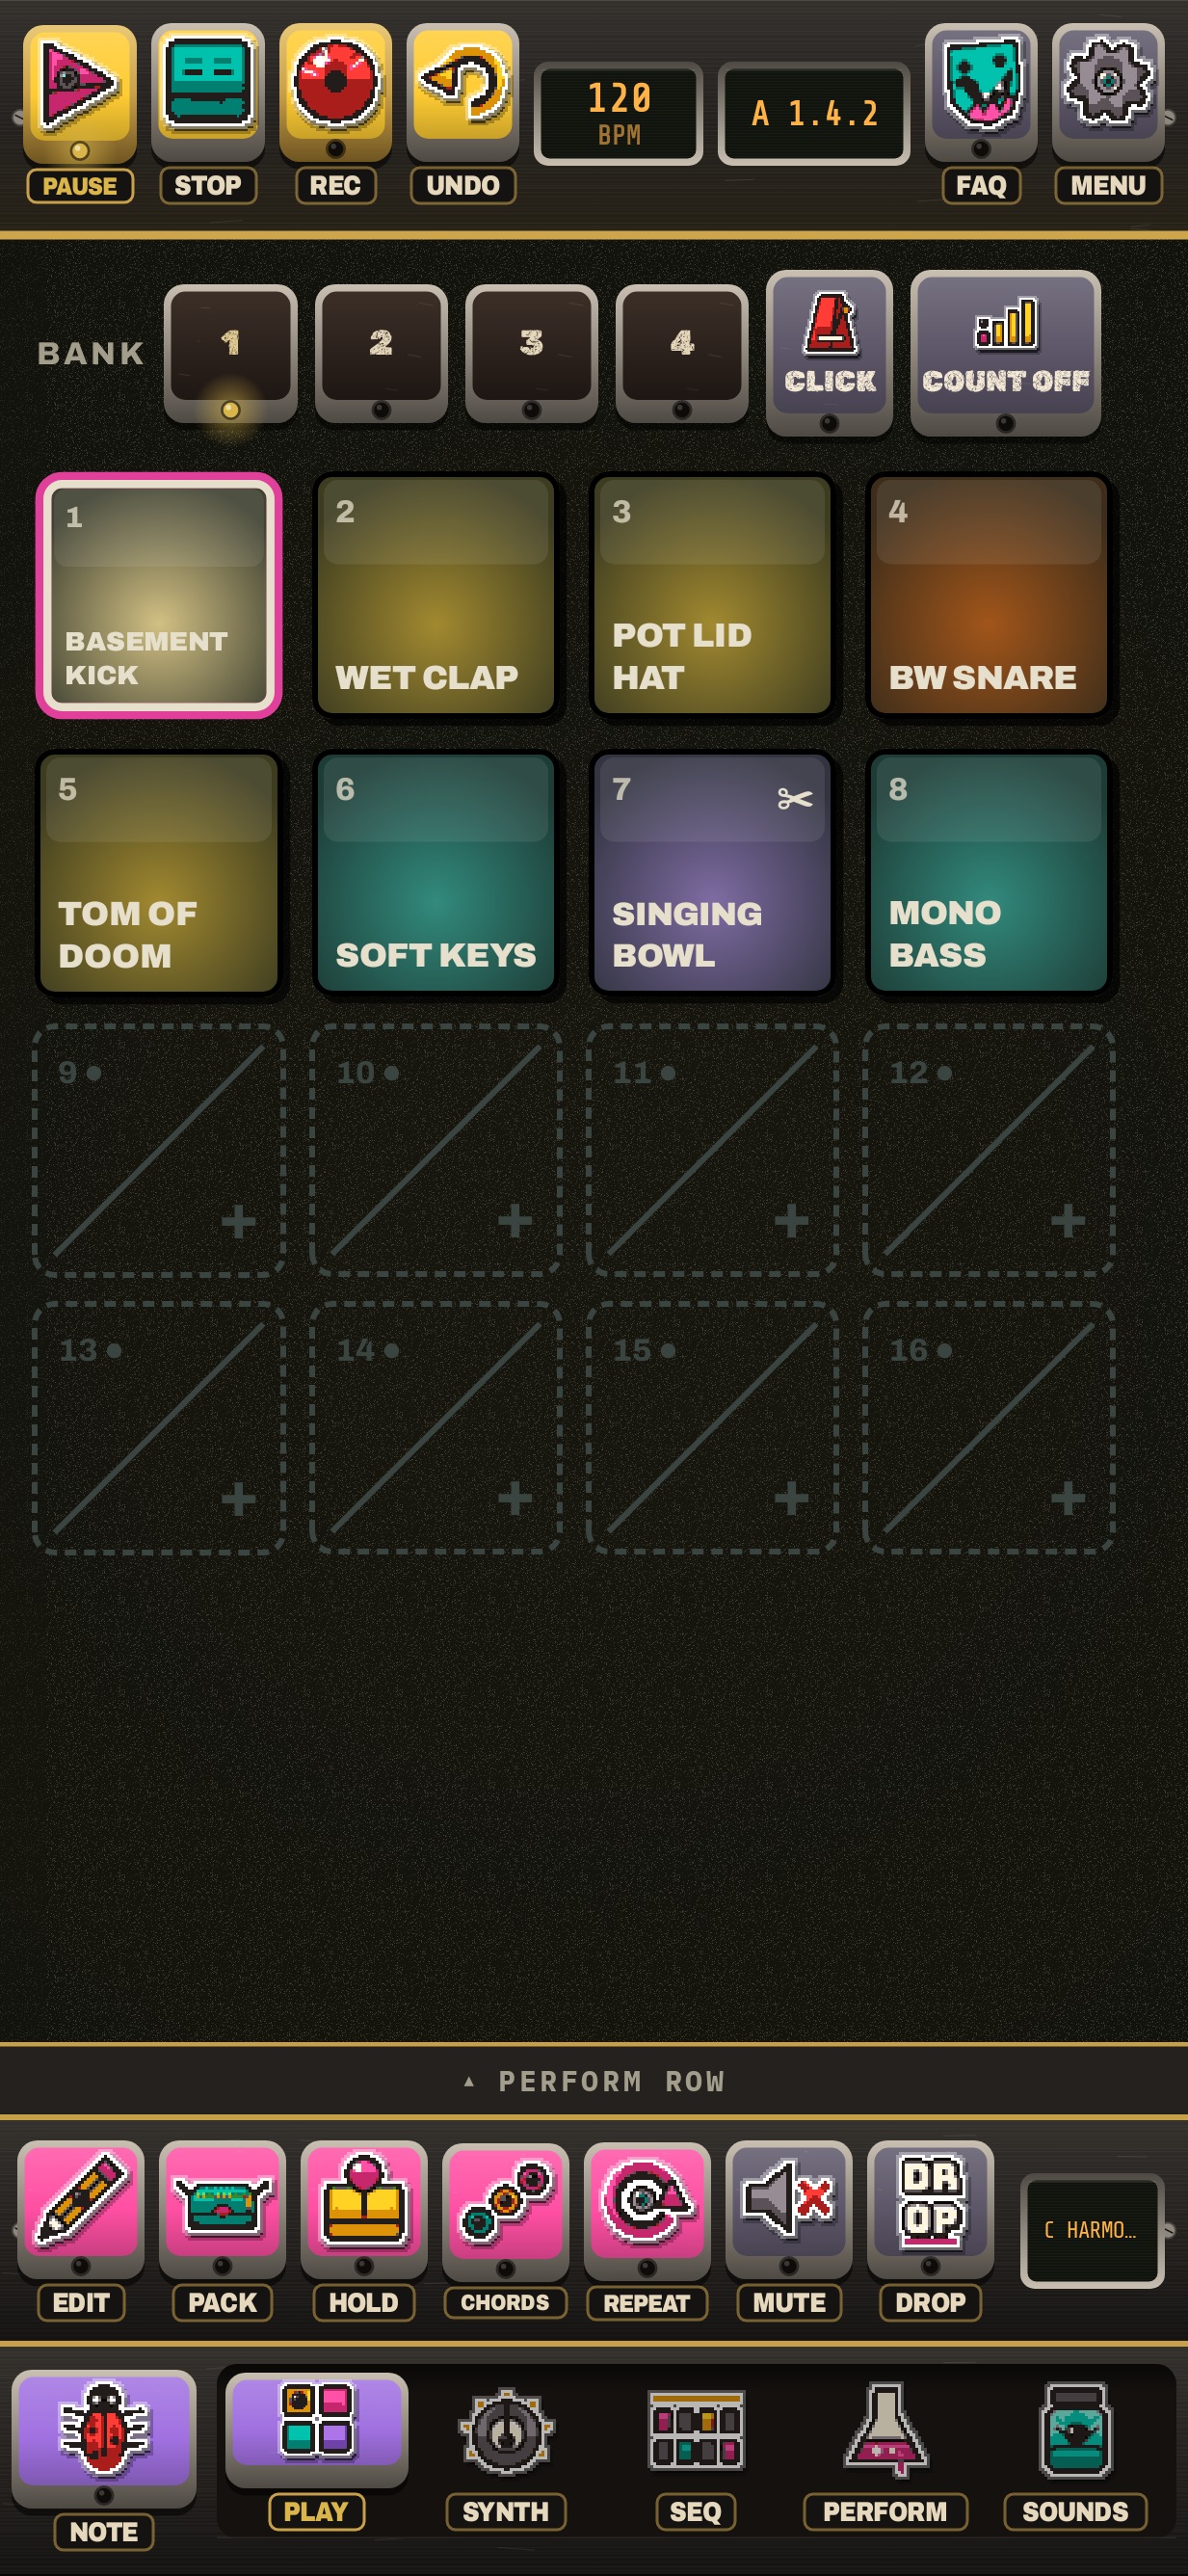 120
BPM
A 1.4.2
PAUSE STOP REC UNDO FAQ MENU
BANK 1 2 3 4 CLICK COUNT OFF
1 2 3 4
BASEMENT
KICK
WET CLAP
POT LID
HAT
BW SNARE
5 6 7 8
TOM OF
DOOM
SOFT KEYS
SINGING
BOWL
MONO
BASS
9 10 11 12
13 14 15 16
PERFORM ROW
DR
OP
C HARMO…
EDIT PACK HOLD CHORDS REPEAT MUTE DROP
NOTE PLAY SYNTH SEQ PERFORM SOUNDS